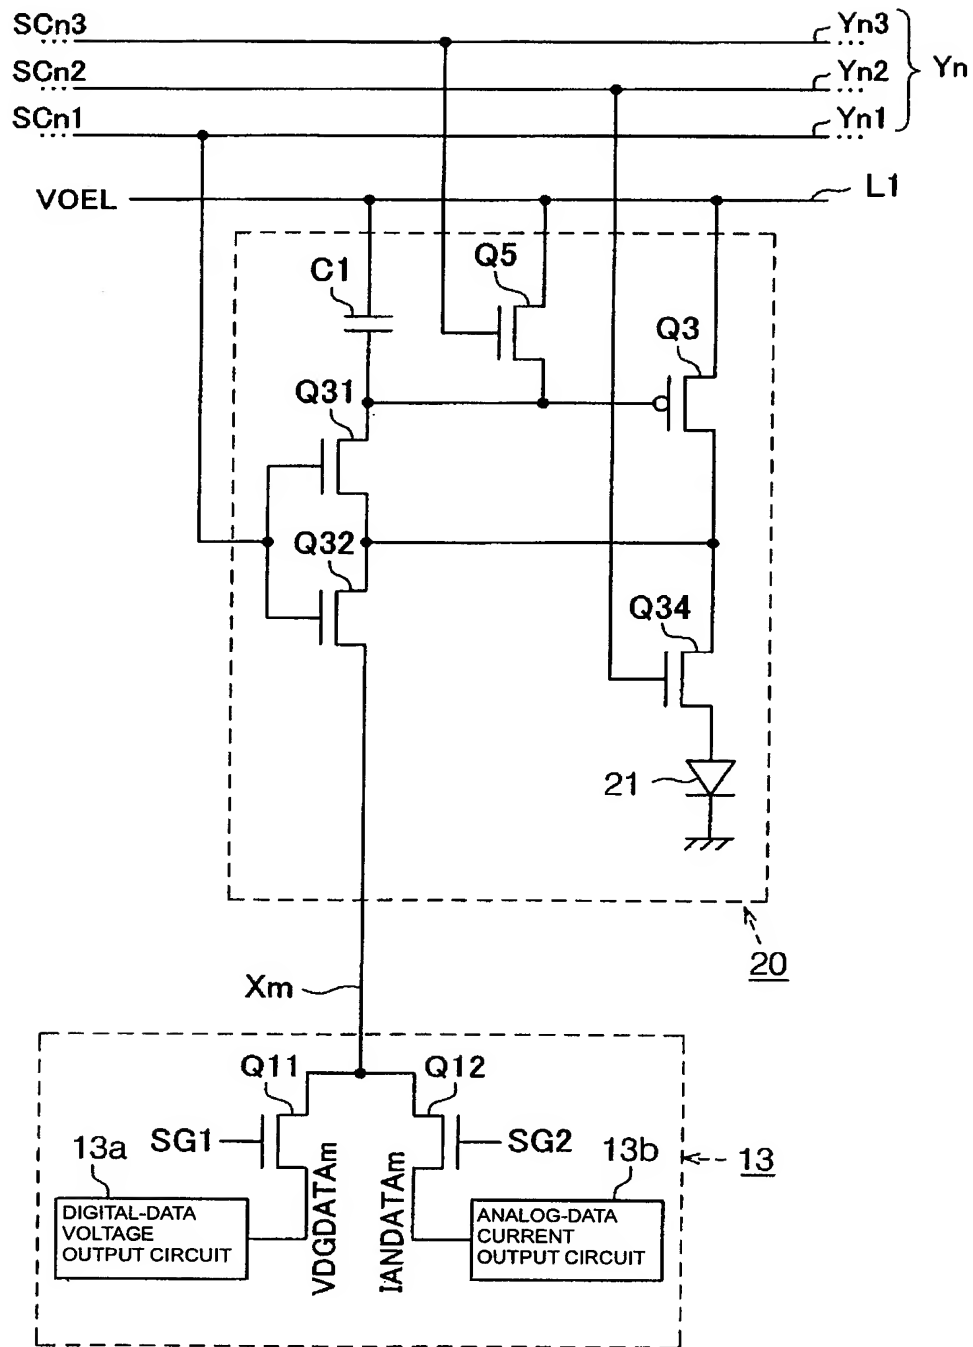 SCn3
Yn3
SCn2
Yn2
Yn
SCn1
Yn1
VOEL
L1
C1
Q5
Q3
Q31
Q32
Q34
21
20
Xm
Q11
Q12
SG1
SG2
13a
13b
13
VDGDATAm
IANDATAm
DIGITAL-DATA
VOLTAGE
OUTPUT CIRCUIT
ANALOG-DATA
CURRENT
OUTPUT CIRCUIT